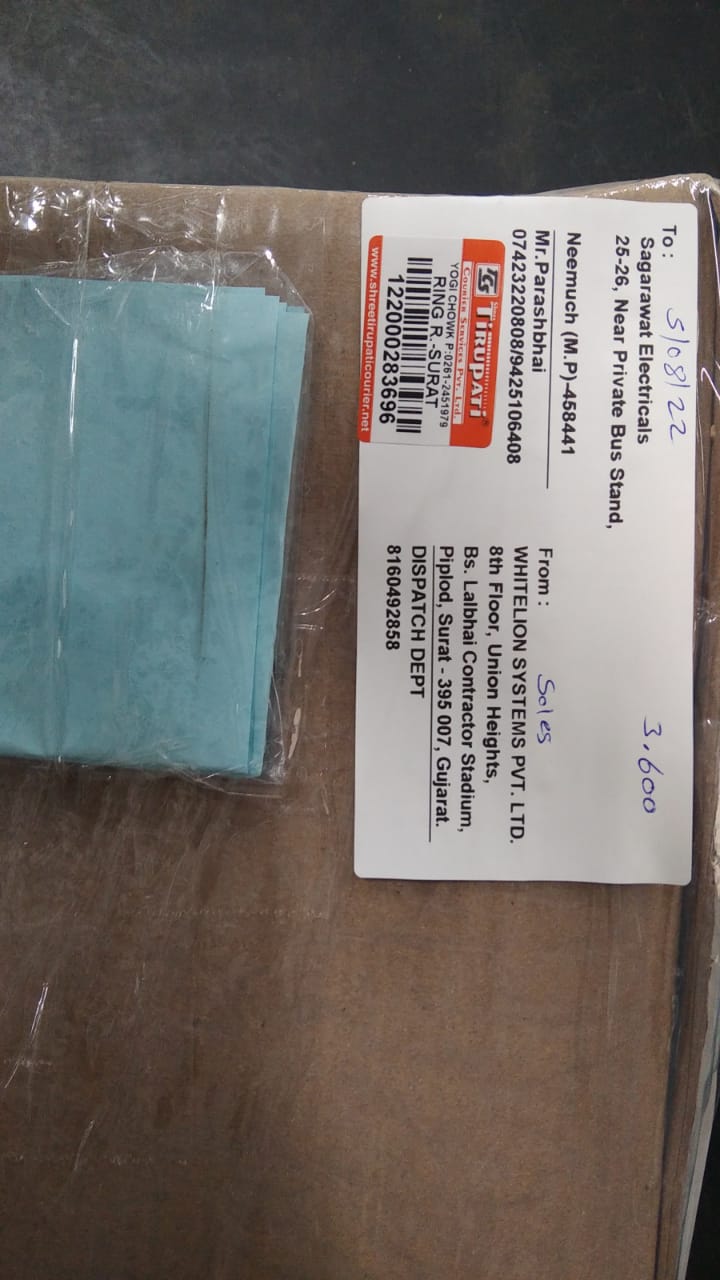 To : 5/08/22
Sagarawat Electricals
25-26, Near Private Bus Stand,
Neemuch (M.P)-458441
Mr.Parashbhai
07423220808/9425106408
Shree
TIRUPATI®
Courier Services Pvt. Ltd.
YOGI CHOWK P:0261-2451979
RING R.-SURAT
122000283696
www.shreetirupaticourier.net
3.600
From : Sales
WHITELION SYSTEMS PVT. LTD.
8th Floor, Union Heights,
Bs. Lalbhai Contractor Stadium,
Piplod, Surat - 395 007, Gujarat.
DISPATCH DEPT
8160492858